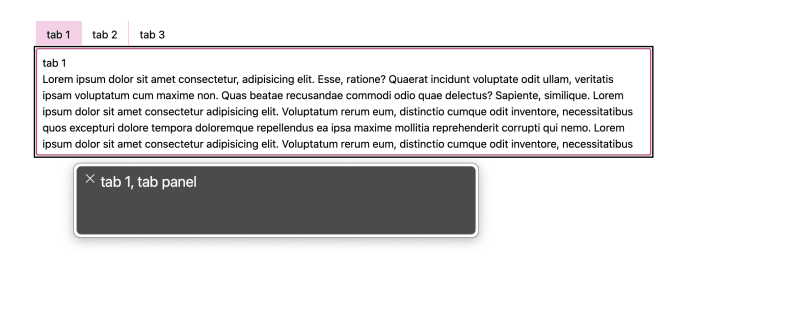 tab 1
tab 2
tab 3
tab 1
Lorem ipsum dolor sit amet consectetur, adipisicing elit. Esse, ratione? Quaerat incidunt voluptate odit ullam, veritatis
ipsam voluptatum cum maxime non. Quas beatae recusandae commodi odio quae delectus? Sapiente, similique. Lorem
ipsum dolor sit amet consectetur adipisicing elit. Voluptatum rerum eum, distinctio cumque odit inventore, necessitatibus
quos excepturi dolore tempora doloremque repellendus ea ipsa maxime mollitia reprehenderit corrupti qui nemo. Lorem
ipsum dolor sit amet consectetur adipisicing elit. Voluptatum rerum eum, distinctio cumque odit inventore, necessitatibus
tab 1, tab panel